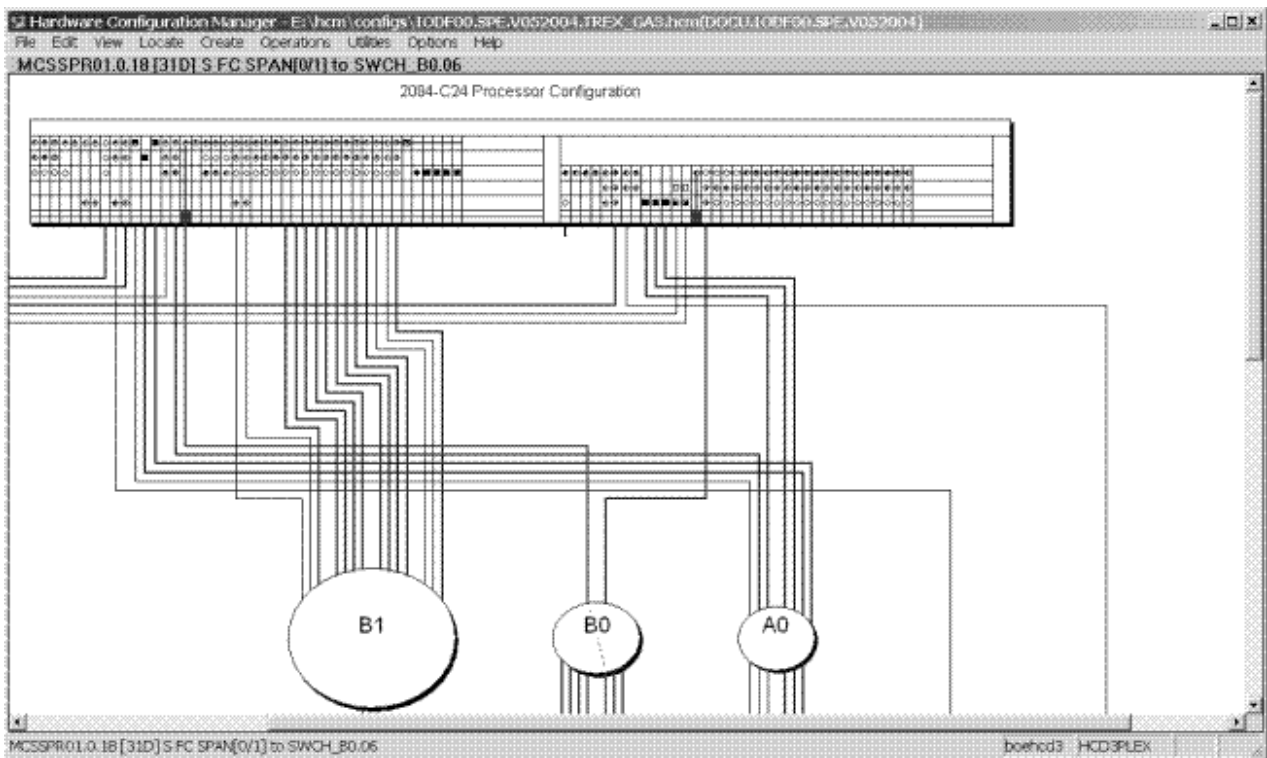 Hardware Configuration Manager - E:\hcm\configs\IODF00.SPE.V052004.TREX_GA3.hcm(DOCU.IODF00.SPE.V052004)
File Edit View Locate Create Operations Utilities Options Help
MCSSPR01.0.18 [31D] S FC SPAN[0/1] to SWCH_B0.06
2084-C24 Processor Configuration
B1
B0
A0
MCSSPR01.0.18 [31D] S FC SPAN[0/1] to SWCH_B0.06
boehcd3
HCD3PLEX